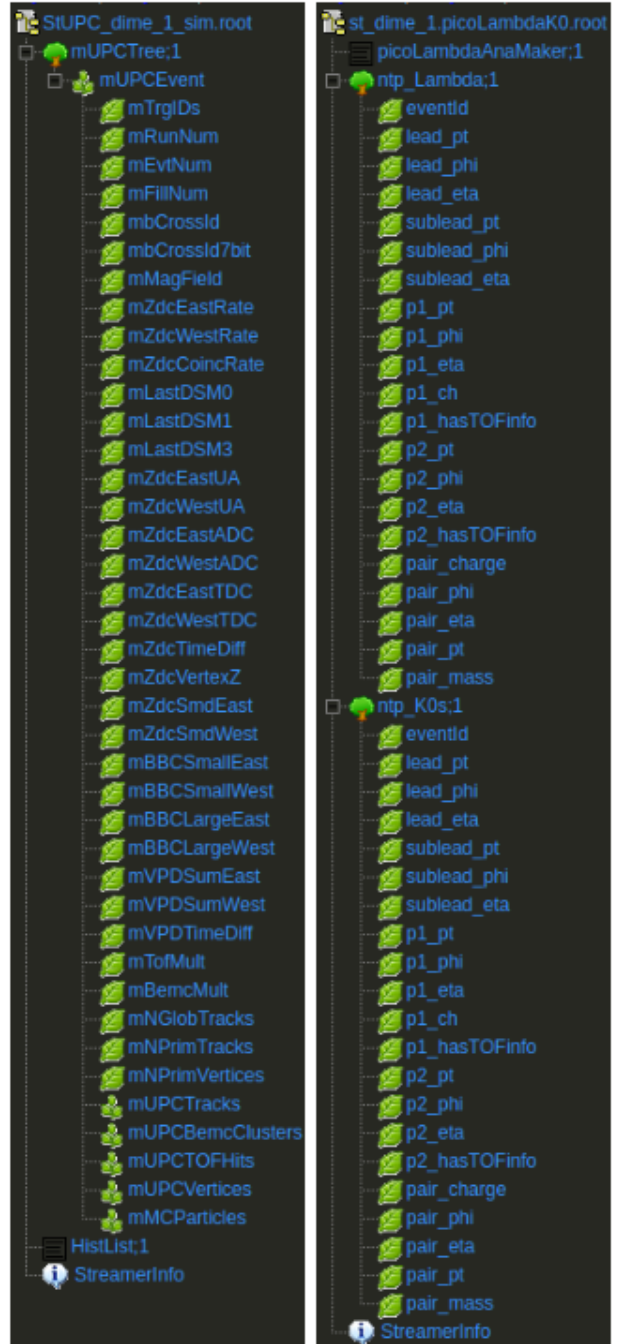 StUPC_dime_1_sim.root
mUPCTree;1
mUPCEvent
mTrgIDs
mRunNum
mEvtNum
mFillNum
mbCrossId
mbCrossId7bit
mMagField
mZdcEastRate
mZdcWestRate
mZdcCoincRate
mLastDSM0
mLastDSM1
mLastDSM3
mZdcEastUA
mZdcWestUA
mZdcEastADC
mZdcWestADC
mZdcEastTDC
mZdcWestTDC
mZdcTimeDiff
mZdcVertexZ
mZdcSmdEast
mZdcSmdWest
mBBCSmallEast
mBBCSmallWest
mBBCLargeEast
mBBCLargeWest
mVPDSumEast
mVPDSumWest
mVPDTimeDiff
mTofMult
mBemcMult
mNGlobTracks
mNPrimTracks
mNPrimVertices
mUPCTracks
mUPCBemcClusters
mUPCTOFHits
mUPCVertices
mMCParticles
HistList;1
StreamerInfo
st_dime_1.picoLambdaK0.root
picoLambdaAnaMaker;1
ntp_Lambda;1
eventId
lead_pt
lead_phi
lead_eta
sublead_pt
sublead_phi
sublead_eta
p1_pt
p1_phi
p1_eta
p1_ch
p1_hasTOFinfo
p2_pt
p2_phi
p2_eta
p2_hasTOFinfo
pair_charge
pair_phi
pair_eta
pair_pt
pair_mass
ntp_K0s;1
eventId
lead_pt
lead_phi
lead_eta
sublead_pt
sublead_phi
sublead_eta
p1_pt
p1_phi
p1_eta
p1_ch
p1_hasTOFinfo
p2_pt
p2_phi
p2_eta
p2_hasTOFinfo
pair_charge
pair_phi
pair_eta
pair_pt
pair_mass
StreamerInfo